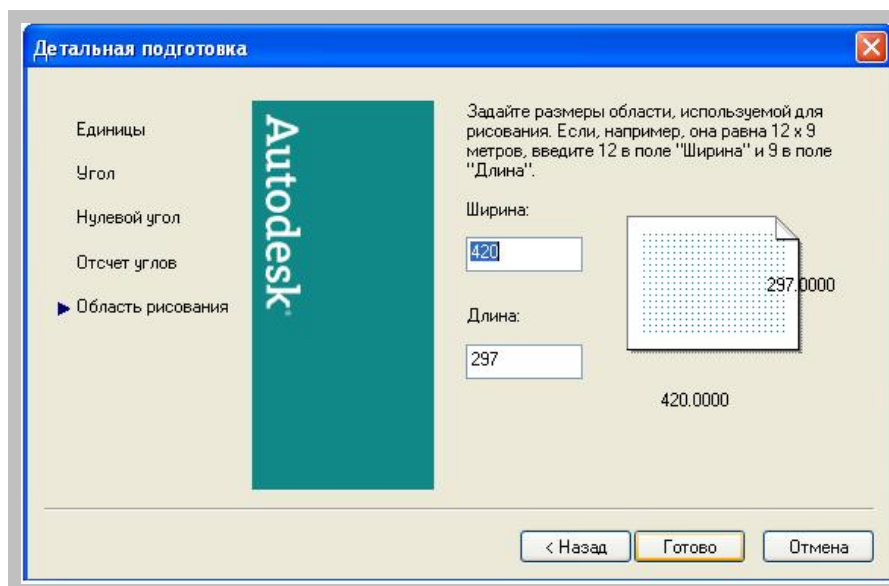 Детальная подготовка
Единицы
Угол
Нулевой угол
Отсчет углов
Область рисования
Autodesk
Задайте размеры области, используемой для
рисования. Если, например, она равна 12 x 9
метров, введите 12 в поле "Ширина" и 9 в поле
"Длина".
Ширина:
420
Длина:
297
297.0000
420.0000
< Назад
Готово
Отмена